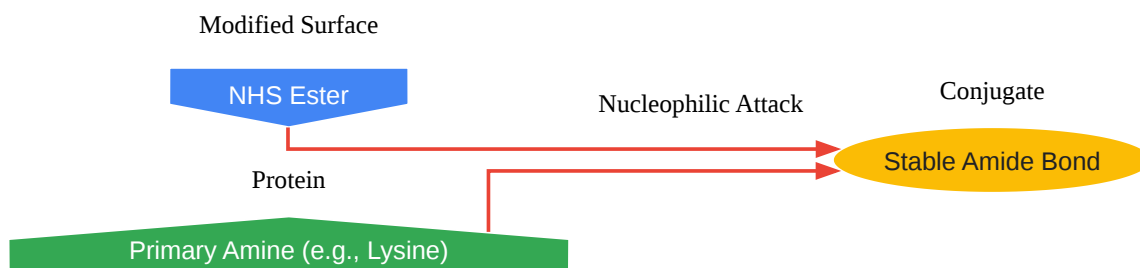 Modified Surface
NHS Ester
Nucleophilic Attack
Conjugate
Stable Amide Bond
Protein
Primary Amine (e.g., Lysine)